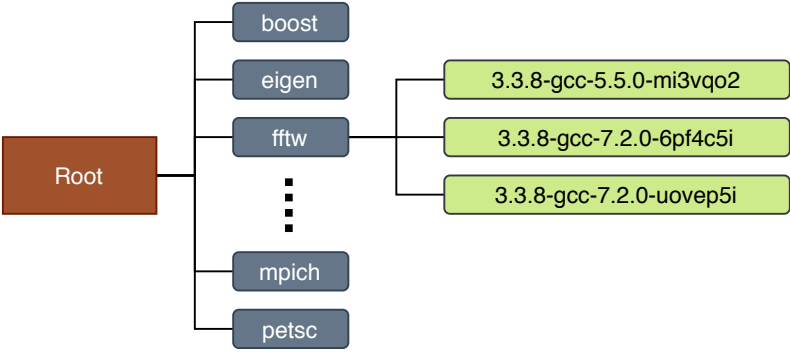 boost
eigen
fftw
mpich
petsc
Root
3.3.8-gcc-5.5.0-mi3vqo2
3.3.8-gcc-7.2.0-6pf4c5i
3.3.8-gcc-7.2.0-uovep5i